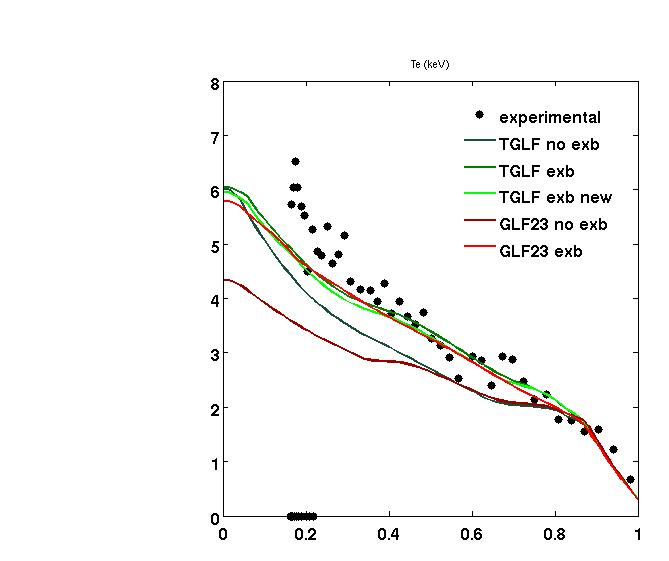 Te (keV)
8
7
6
5
4
3
2
1
0
experimental
TGLF no exb
TGLF exb
TGLF exb new
GLF23 no exb
GLF23 exb
0 0.2 0.4 0.6 0.8 1